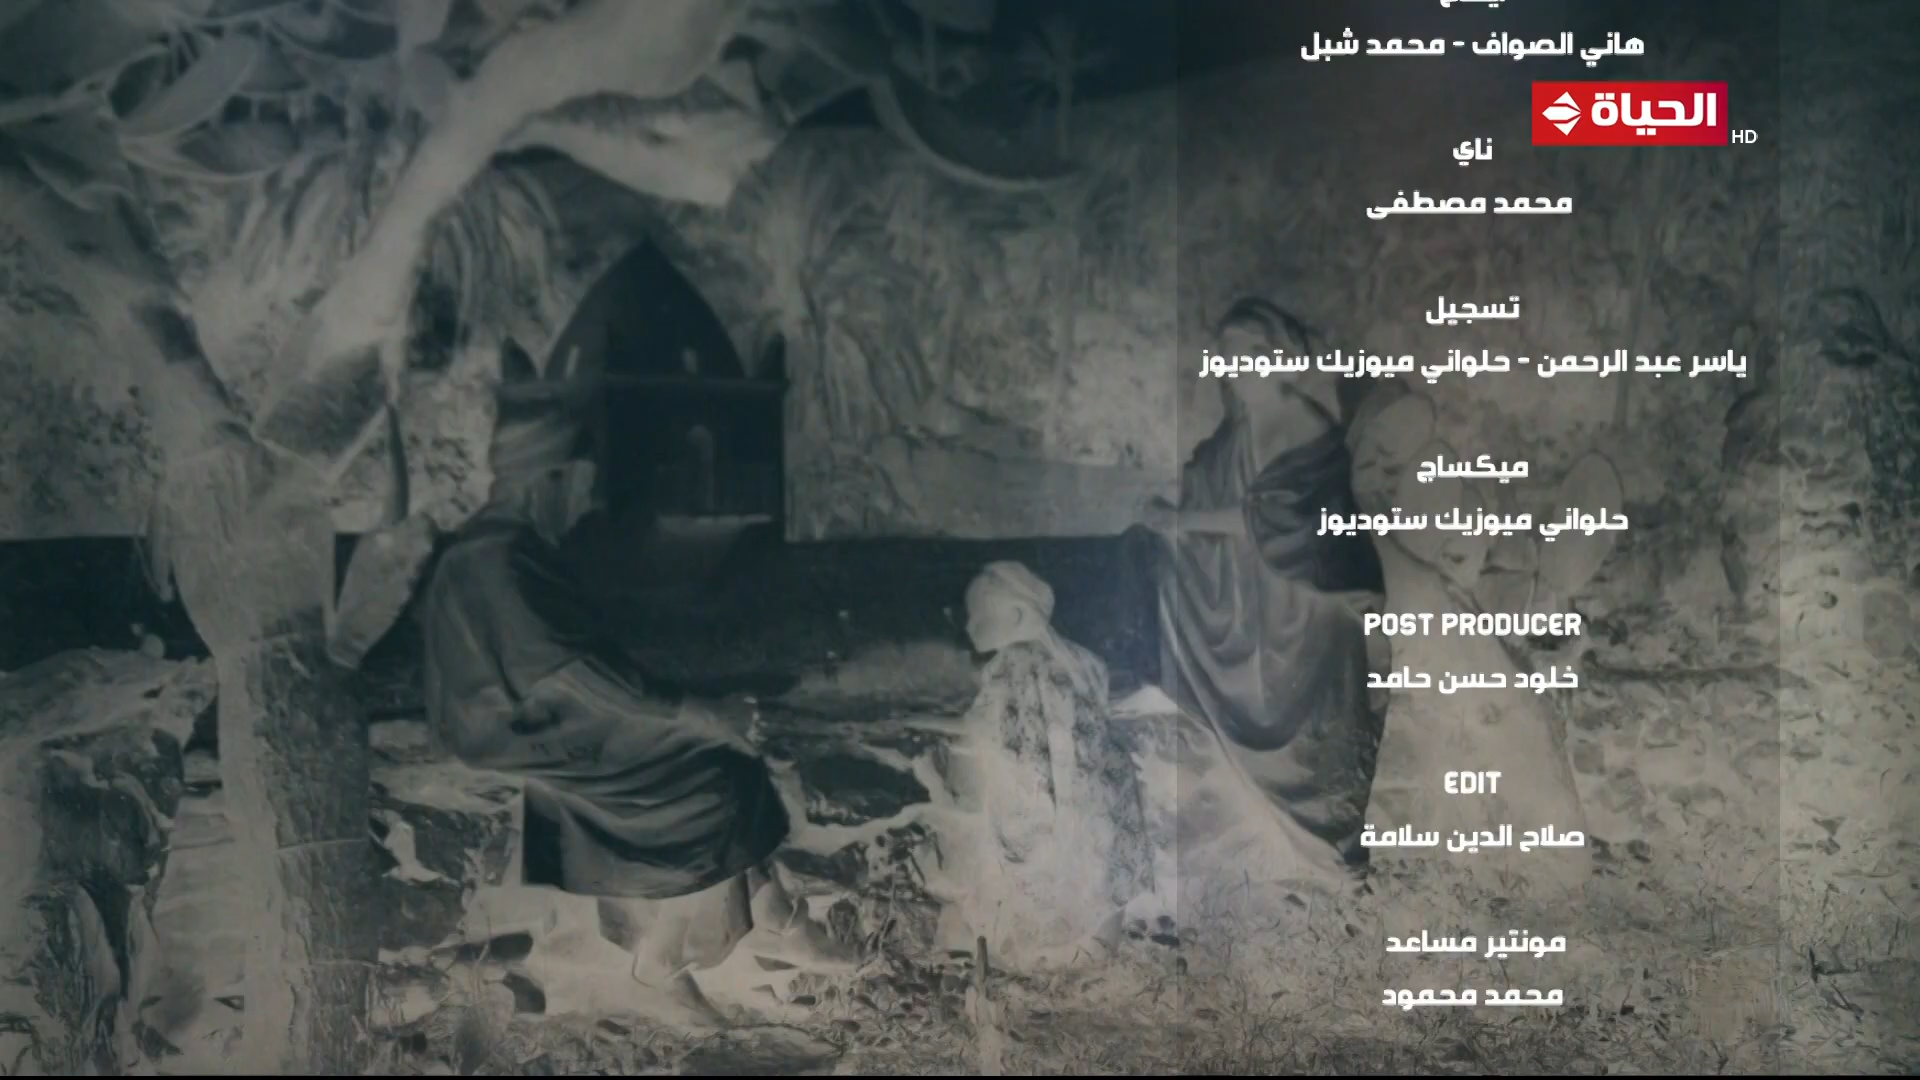 هاني الصواف - محمد شبل
الحياة
HD
ناي
محمد مصطفى
تسجيل
ياسر عبد الرحمن - حلواني ميوزيك ستوديوز
ميكساج
حلواني ميوزيك ستوديوز
POST PRODUCER
خلود حسن حامد
EDIT
صلاح الدين سلامة
مونتير مساعد
محمد محمود